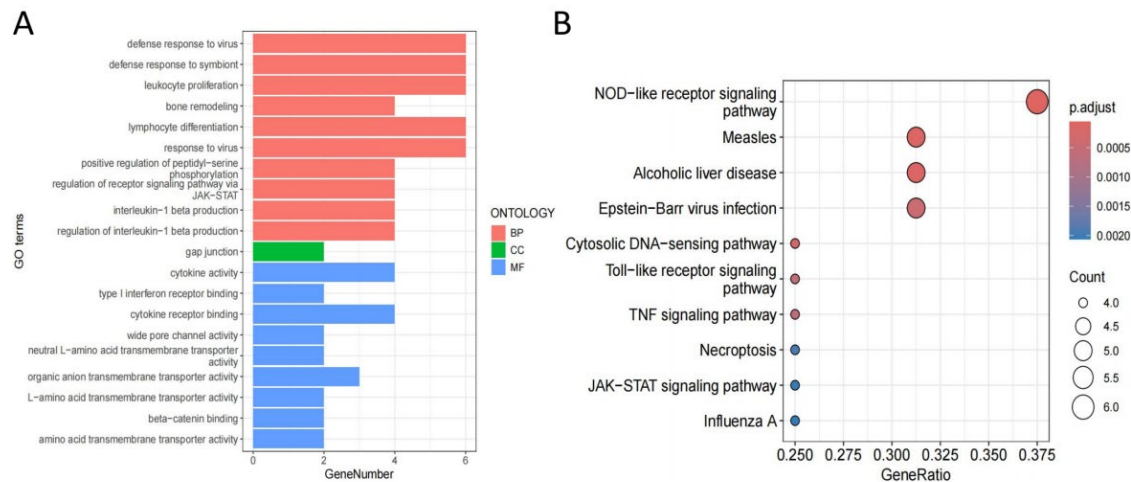 A
defense response to virus
defense response to symbiont
leukocyte proliferation
bone remodeling
lymphocyte differentiation
response to virus
positive regulation of peptidyl-serine
phosphorylation
regulation of receptor signaling pathway via
JAK-STAT
interleukin-1 beta production
regulation of interleukin-1 beta production
gap junction
cytokine activity
type I interferon receptor binding
cytokine receptor binding
wide pore channel activity
neutral L-amino acid transmembrane transporter
activity
organic anion transmembrane transporter activity
L-amino acid transmembrane transporter activity
beta-catenin binding
amino acid transmembrane transporter activity
GO terms
0 2 4 6
GeneNumber
ONTOLOGY
BP
CC
MF
B
NOD-like receptor signaling
pathway
Measles
Alcoholic liver disease
Epstein-Barr virus infection
Cytosolic DNA-sensing pathway
Toll-like receptor signaling
pathway
TNF signaling pathway
Necroptosis
JAK-STAT signaling pathway
Influenza A
0.250 0.275 0.300 0.325 0.350 0.375
GeneRatio
p.adjust
0.0005
0.0010
0.0015
0.0020
Count
4.0
4.5
5.0
5.5
6.0